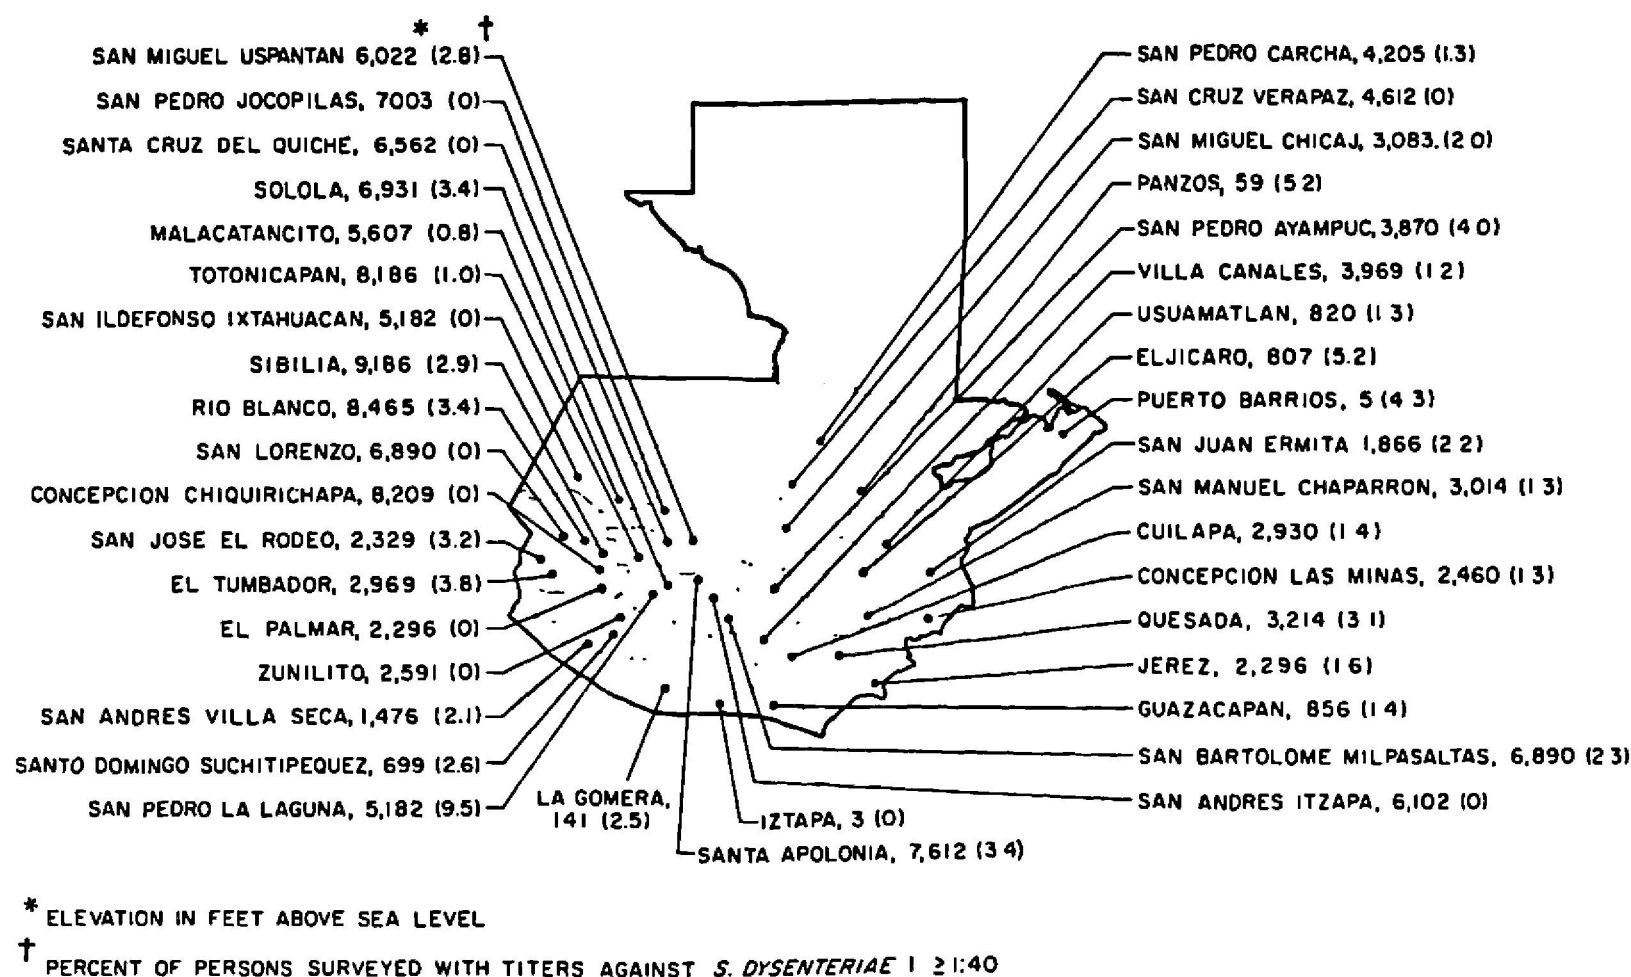 * †
SAN MIGUEL USPANTAN 6,022 (2.8)
SAN PEDRO JOCOPILAS, 7003 (0)
SANTA CRUZ DEL QUICHE, 6,562 (0)
SOLOLA, 6,931 (3.4)
MALACATANCITO, 5,607 (0.8)
TOTONICAPAN, 8,186 (1.0)
SAN ILDEFONSO IXTAHUACAN, 5,182 (0)
SIBILIA, 9,186 (2.9)
RIO BLANCO, 8,465 (3.4)
SAN LORENZO, 6,890 (0)
CONCEPCION CHIQUIRICHAPA, 8,209 (0)
SAN JOSE EL RODEO, 2,329 (3.2)
EL TUMBADOR, 2,969 (3.8)
EL PALMAR, 2,296 (0)
ZUNILITO, 2,591 (0)
SAN ANDRES VILLA SECA, 1,476 (2.1)
SANTO DOMINGO SUCHITIPEQUEZ, 699 (2.6)
SAN PEDRO LA LAGUNA, 5,182 (9.5)
LA GOMERA,
141 (2.5)
IZTAPA, 3 (0)
SANTA APOLONIA, 7,612 (3 4)
SAN PEDRO CARCHA, 4,205 (1.3)
SAN CRUZ VERAPAZ, 4,612 (0)
SAN MIGUEL CHICAJ, 3,083. (2 0)
PANZOS, 59 (5 2)
SAN PEDRO AYAMPUC, 3,870 (4 0)
VILLA CANALES, 3,969 (1 2)
USUAMATLAN, 820 (1 3)
EL JICARO, 807 (5.2)
PUERTO BARRIOS, 5 (4 3)
SAN JUAN ERMITA 1,866 (2 2)
SAN MANUEL CHAPARRON, 3,014 (1 3)
CUILAPA, 2,930 (1 4)
CONCEPCION LAS MINAS, 2,460 (1 3)
QUESADA, 3,214 (3 1)
JEREZ, 2,296 (1 6)
GUAZACAPAN, 856 (1 4)
SAN BARTOLOME MILPASALTAS, 6,890 (2 3)
SAN ANDRES ITZAPA, 6,102 (0)
* ELEVATION IN FEET ABOVE SEA LEVEL
† PERCENT OF PERSONS SURVEYED WITH TITERS AGAINST S. DYSENTERIAE 1 ≥ 1:40